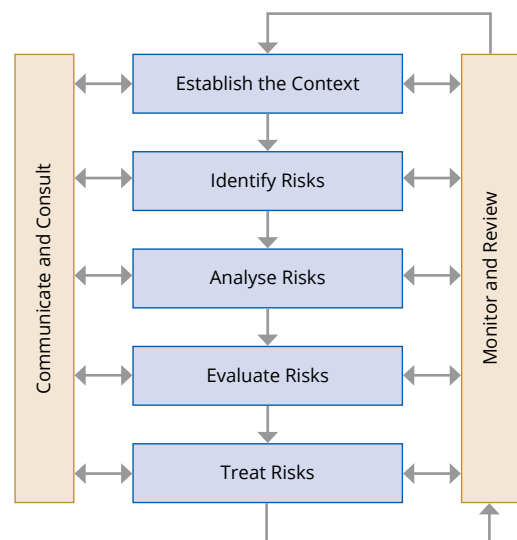 Establish the Context
Identify Risks
Analyse Risks
Evaluate Risks
Treat Risks
Communicate and Consult
Monitor and Review